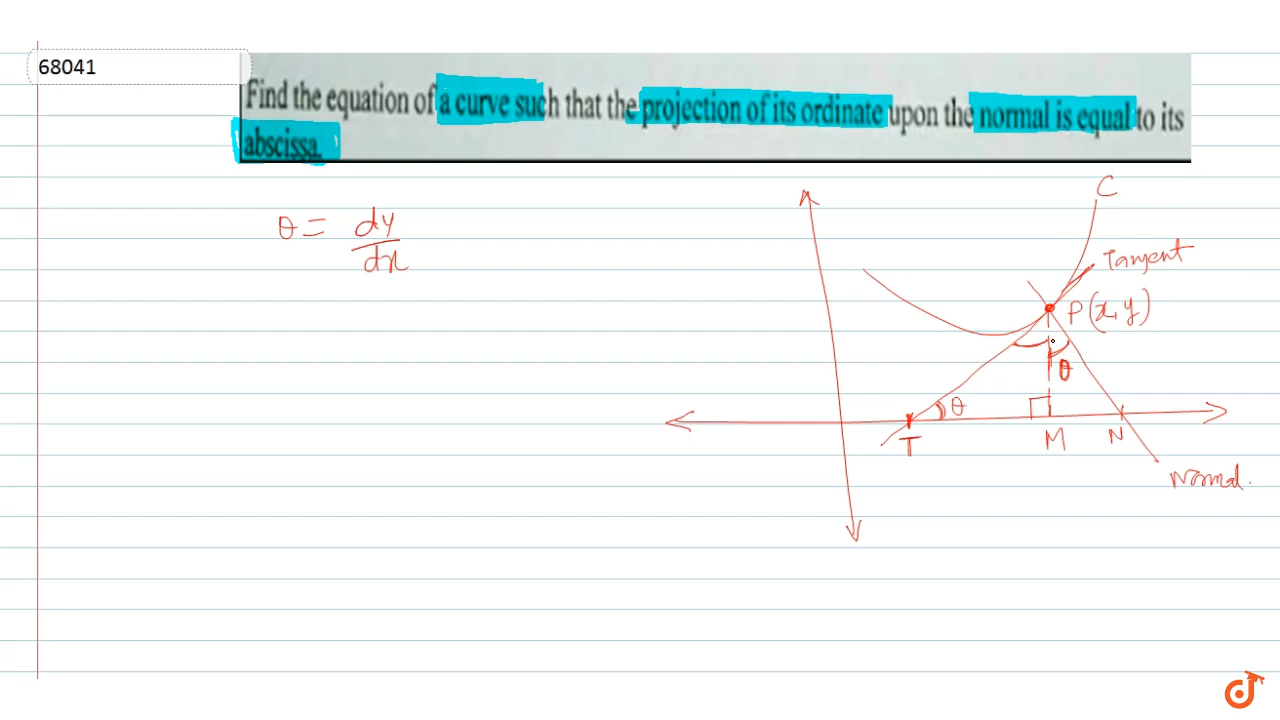 68041
Find the equation of a curve such that the projection of its ordinate upon the normal is equal to its
abscissa.
θ = dy/dx
C
Tangent
P(x,y)
θ
θ
T
M
N
Normal.